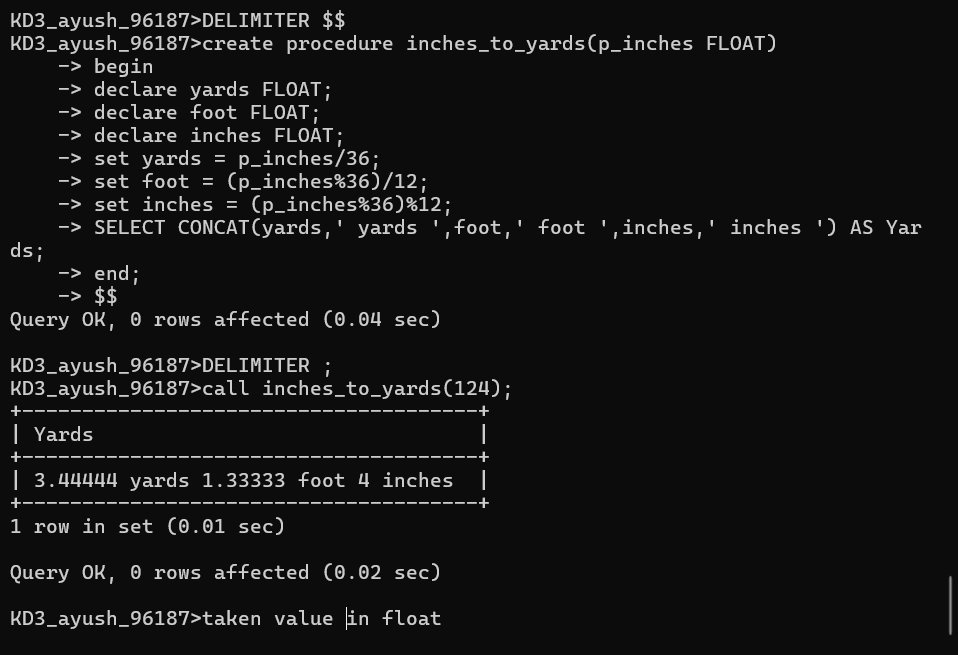 KD3_ayush_96187>DELIMITER $$
KD3_ayush_96187>create procedure inches_to_yards(p_inches FLOAT)
    -> begin
    -> declare yards FLOAT;
    -> declare foot FLOAT;
    -> declare inches FLOAT;
    -> set yards = p_inches/36;
    -> set foot = (p_inches%36)/12;
    -> set inches = (p_inches%36)%12;
    -> SELECT CONCAT(yards,' yards ',foot,' foot ',inches,' inches ') AS Yar
ds;
    -> end;
    -> $$
Query OK, 0 rows affected (0.04 sec)

KD3_ayush_96187>DELIMITER ;
KD3_ayush_96187>call inches_to_yards(124);
+--------------------------------------+
| Yards                                |
+--------------------------------------+
| 3.44444 yards 1.33333 foot 4 inches  |
+--------------------------------------+
1 row in set (0.01 sec)

Query OK, 0 rows affected (0.02 sec)

KD3_ayush_96187>taken value in float